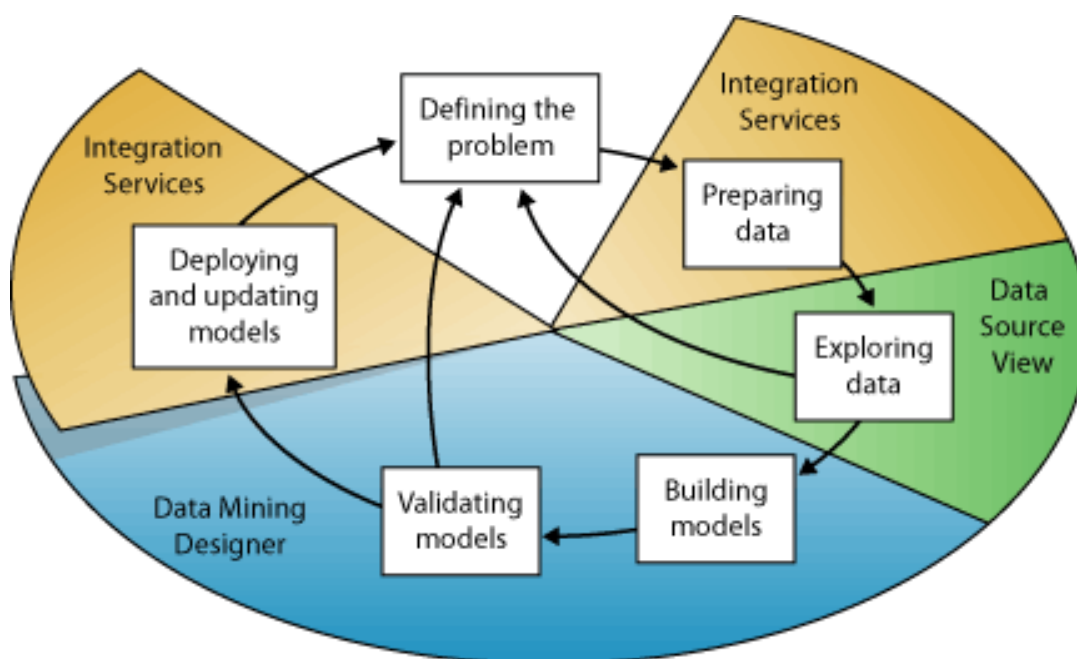 Defining the
problem
Integration
Services
Preparing
data
Data
Source
View
Exploring
data
Building
models
Validating
models
Data Mining
Designer
Deploying
and updating
models
Integration
Services